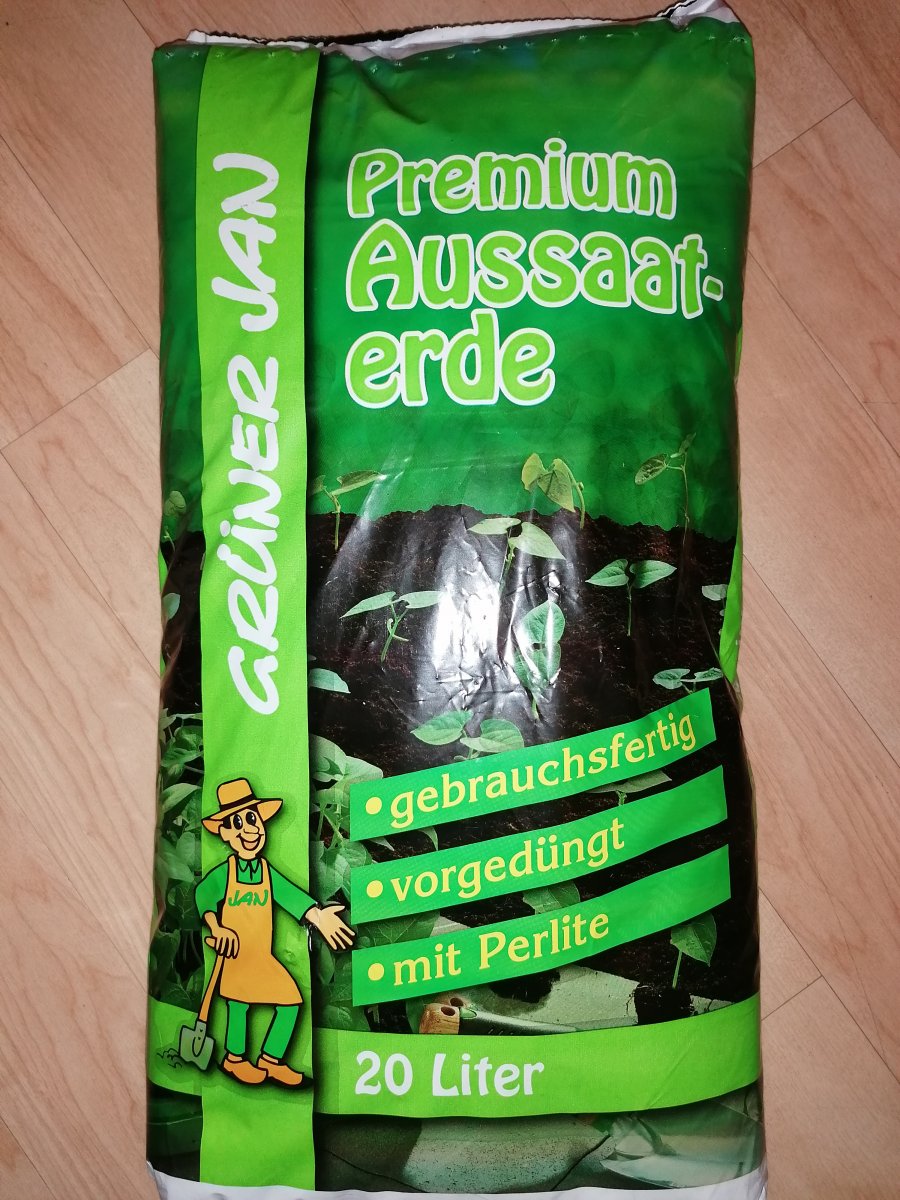 GRÜNER JAN
Premium
Aussaat-
erde
• gebrauchsfertig
• vorgedüngt
• mit Perlite
JAN
20 Liter